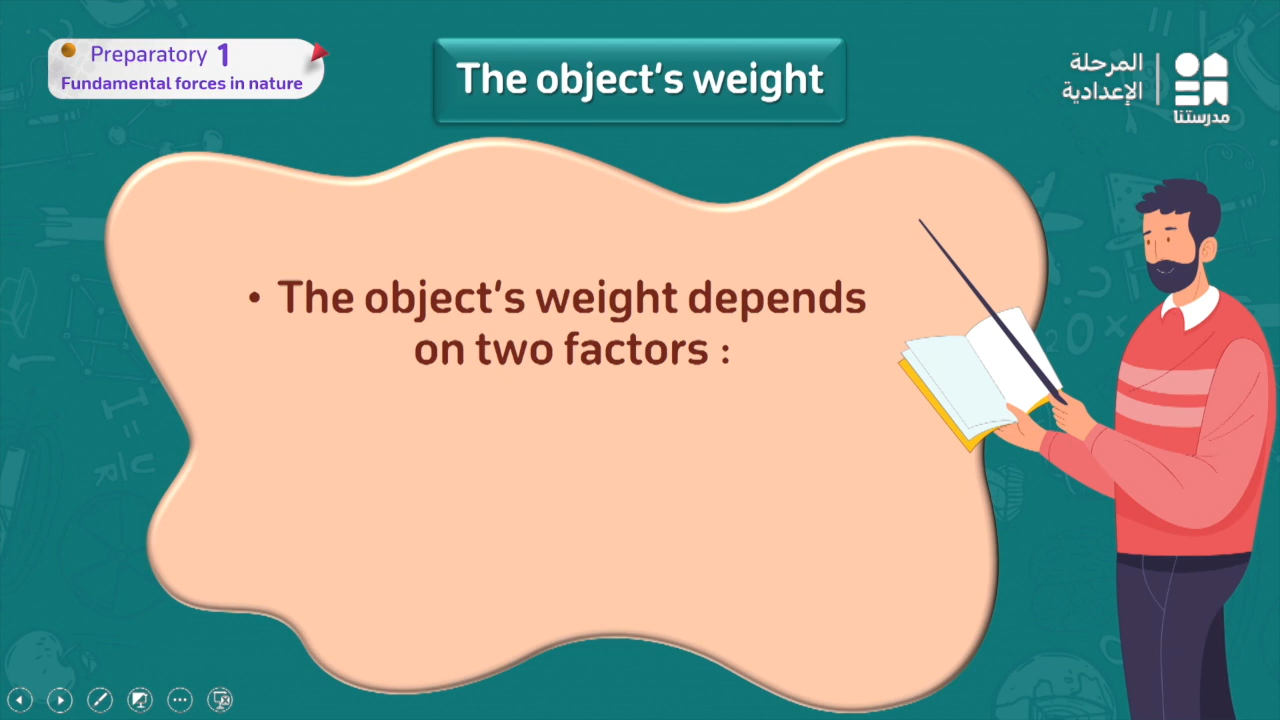 Preparatory 1
Fundamental forces in nature
The object's weight
المرحلة
الإعدادية
مدرستنا
• The object's weight depends
on two factors :